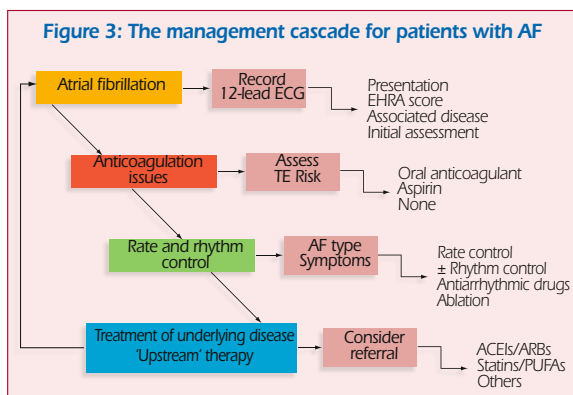 Figure 3: The management cascade for patients with AF
Atrial fibrillation
Record
12-lead ECG
Presentation
EHRA score
Associated disease
Initial assessment
Anticoagulation
issues
Assess
TE Risk
Oral anticoagulant
Aspirin
None
Rate and rhythm
control
AF type
Symptoms
Rate control
± Rhythm control
Antiarrhythmic drugs
Ablation
Treatment of underlying disease
'Upstream' therapy
Consider
referral
ACEIs/ARBs
Statins/PUFAs
Others